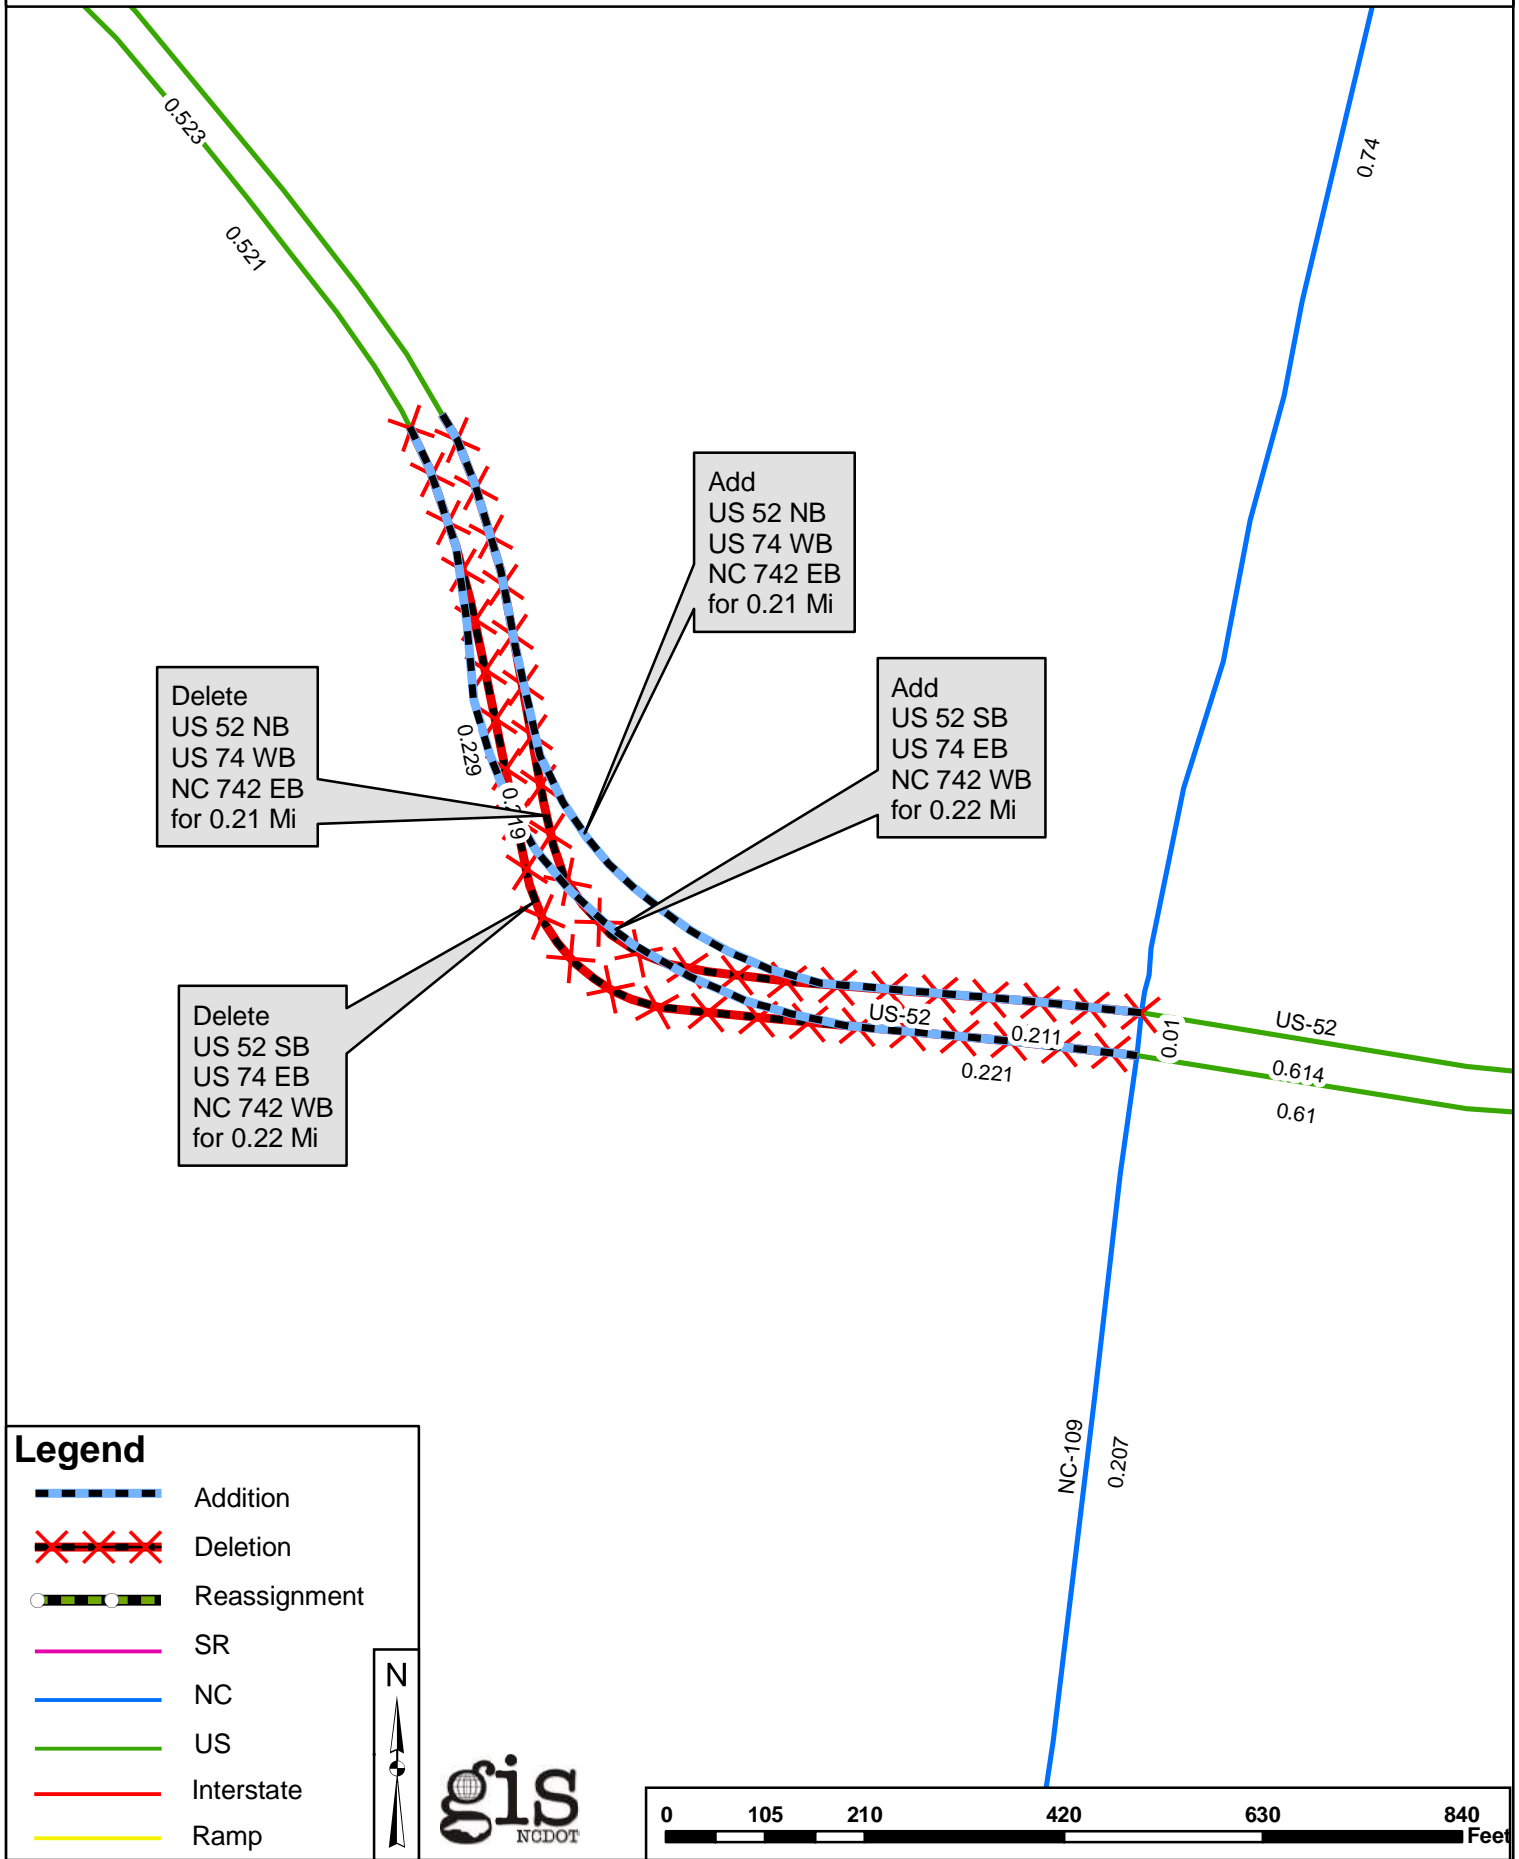 0.523
0.74
0.521
Add
US 52 NB
US 74 WB
NC 742 EB
for 0.21 Mi
Delete
US 52 NB
US 74 WB
NC 742 EB
for 0.21 Mi
Add
US 52 SB
US 74 EB
NC 742 WB
for 0.22 Mi
0.229
Delete
US 52 SB
US 74 EB
NC 742 WB
for 0.22 Mi
US-52
0.211
0.221
0.01
US-52
0.614
0.61
NC-109
0.207
Legend
Addition
Deletion
Reassignment
SR
NC
US
Interstate
Ramp
N
gis
NCDOT
0 105 210 420 630 840
Feet